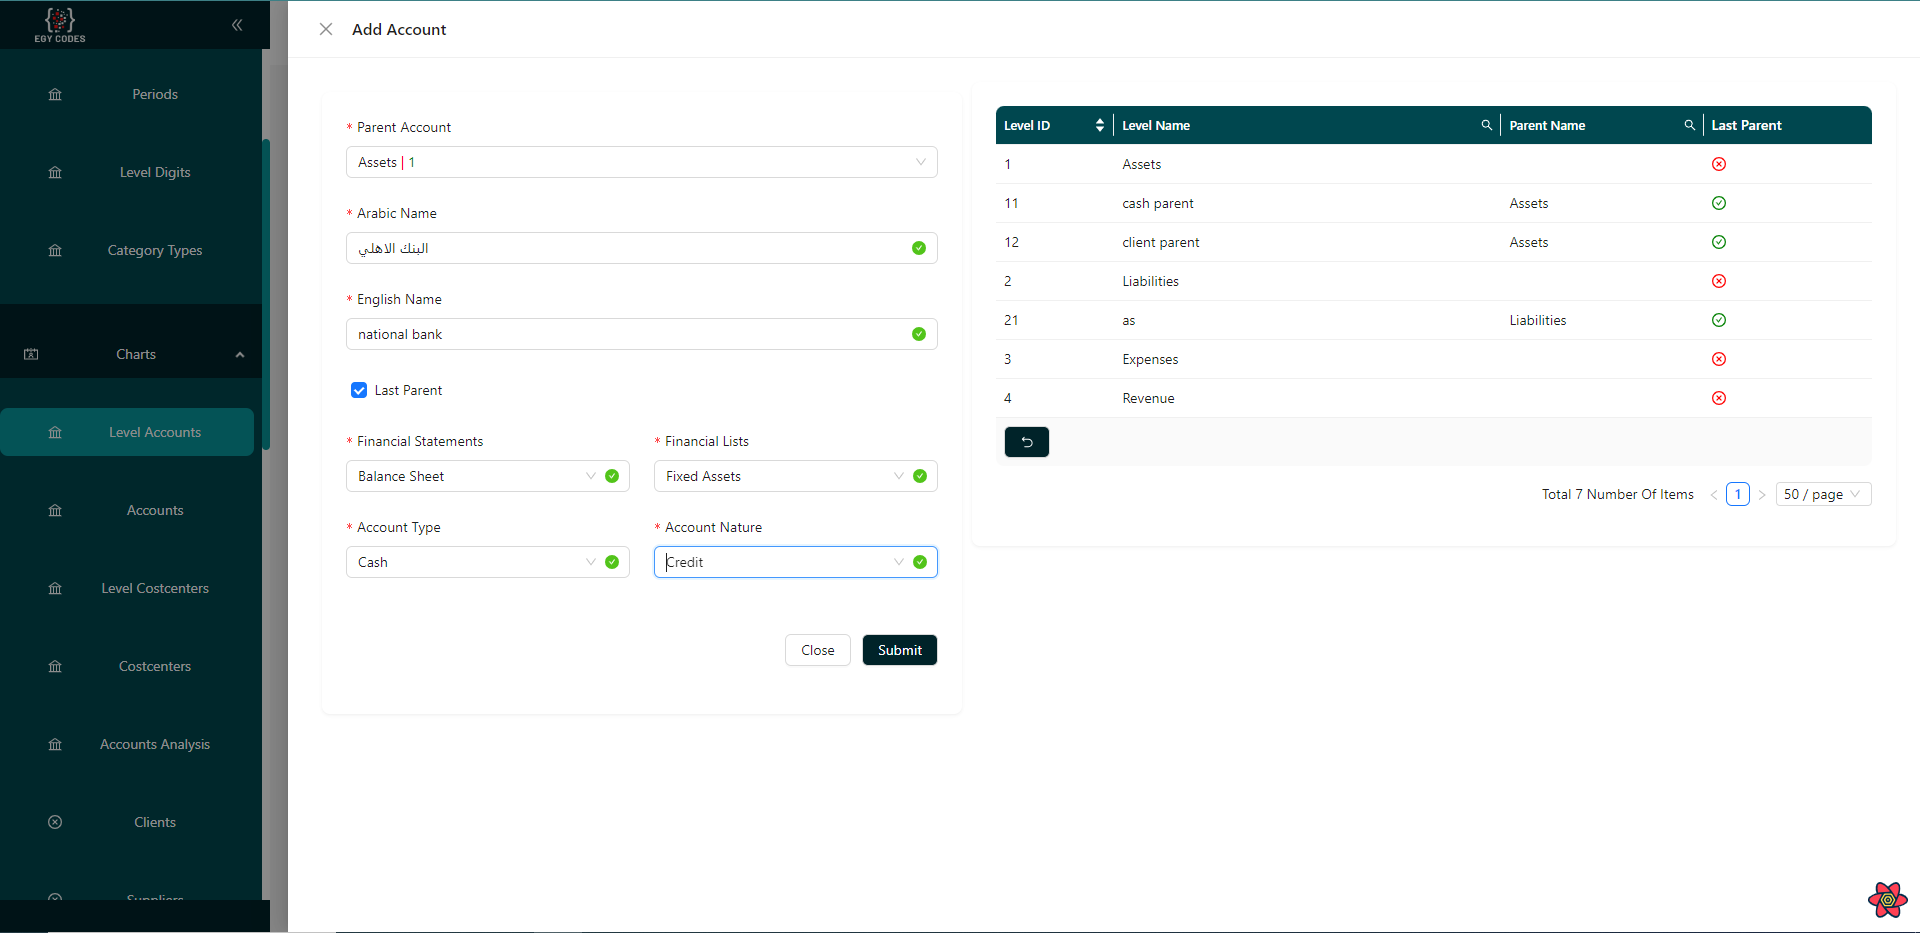 EGY CODES
Periods
Level Digits
Category Types
Charts
Level Accounts
Accounts
Level Costcenters
Costcenters
Accounts Analysis
Clients
Suppliers
Add Account
* Parent Account
Assets | 1
* Arabic Name
البنك الاهلي
* English Name
national bank
Last Parent
* Financial Statements * Financial Lists
Balance Sheet Fixed Assets
* Account Type * Account Nature
Cash Credit
Close Submit
Level ID Level Name Parent Name Last Parent
1 Assets
11 cash parent Assets
12 client parent Assets
2 Liabilities
21 as Liabilities
3 Expenses
4 Revenue
Total 7 Number Of Items < 1 > 50 / page